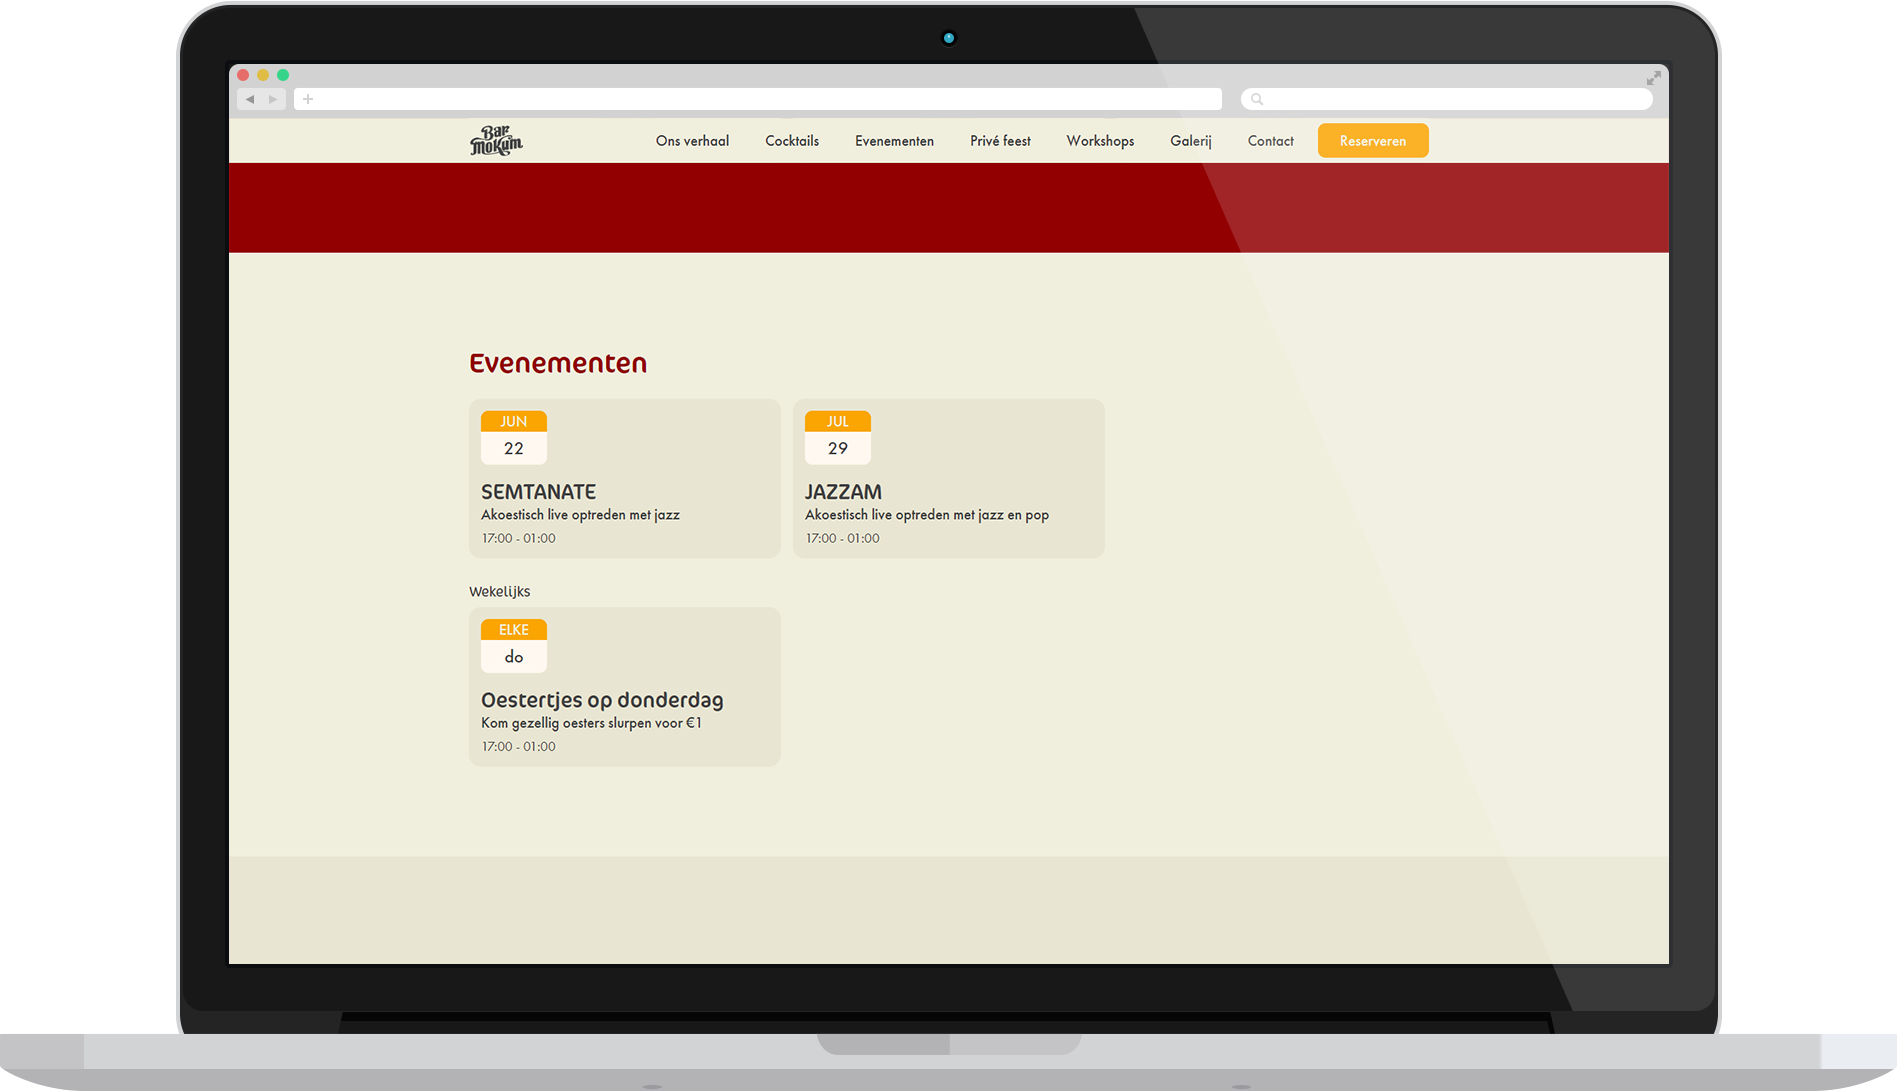 Bar
moKum
Ons verhaal Cocktails Evenementen Privé feest Workshops Galerij Contact Reserveren
Evenementen
JUN
22
SEMTANATE
Akoestisch live optreden met jazz
17:00 - 01:00
JUL
29
JAZZAM
Akoestisch live optreden met jazz en pop
17:00 - 01:00
Wekelijks
ELKE
do
Oestertjes op donderdag
Kom gezellig oesters slurpen voor €1
17:00 - 01:00